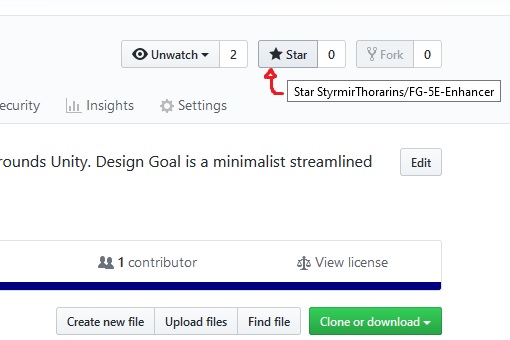 Unwatch 2 Star 0 Fork 0
Star StyrmirThorarins/FG-5E-Enhancer
ecurity Insights Settings
rounds Unity. Design Goal is a minimalist streamlined Edit
1 contributor View license
Create new file Upload files Find file Clone or download